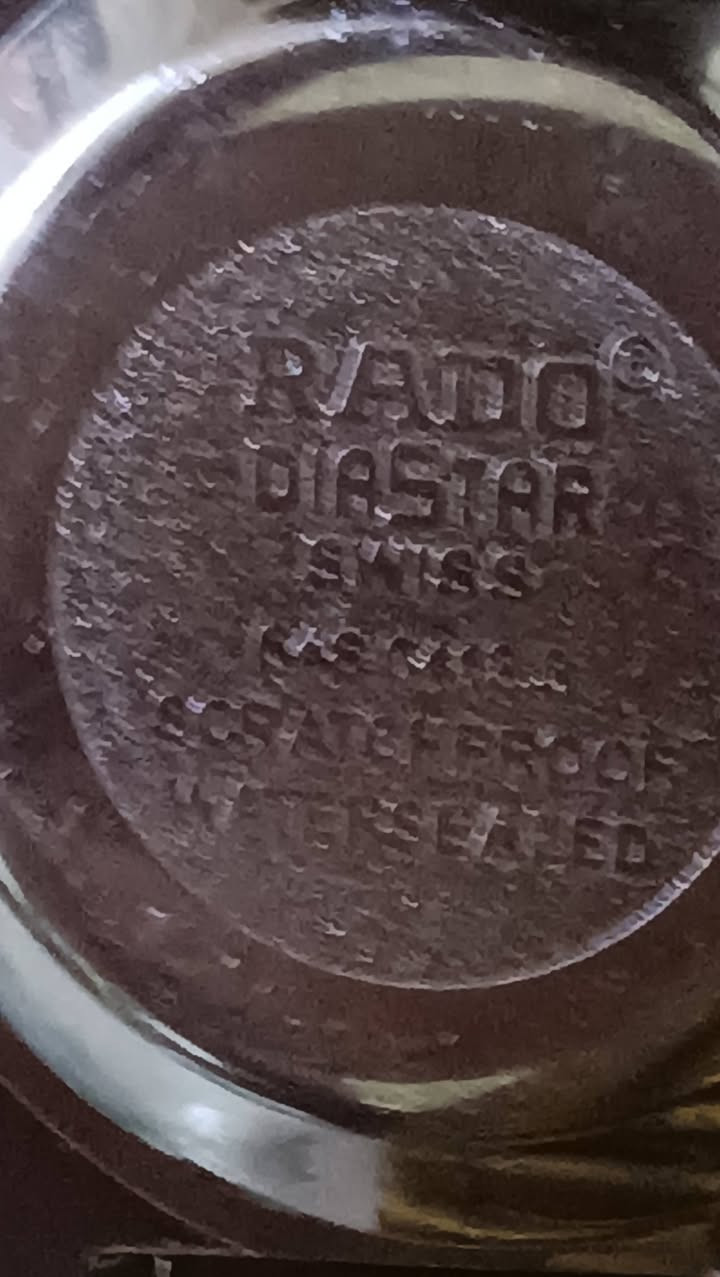 RADO ®
DIASTAR
SWISS
SCRATCHPROOF
WATERSEALED